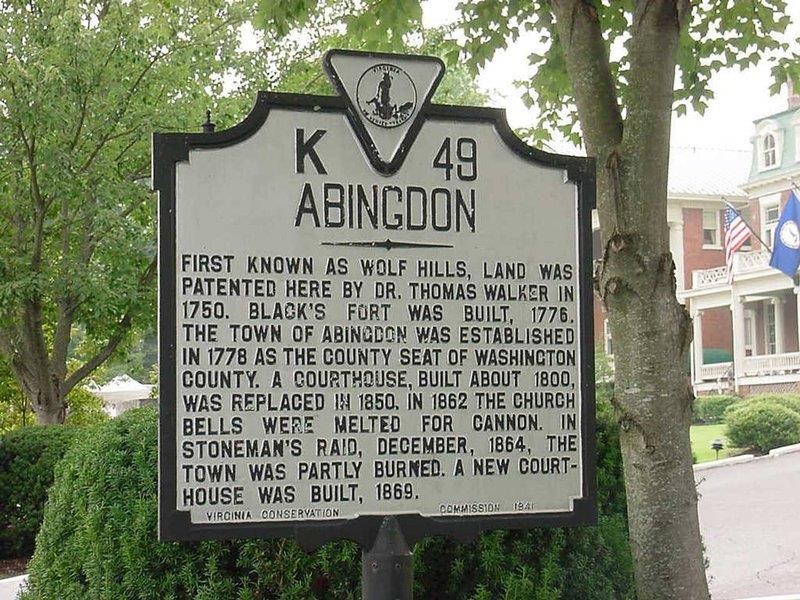 VIRGINIA
K 49
ABINGDON
FIRST KNOWN AS WOLF HILLS, LAND WAS
PATENTED HERE BY DR. THOMAS WALKER IN
1750. BLACK'S FORT WAS BUILT, 1776.
THE TOWN OF ABINGDON WAS ESTABLISHED
IN 1778 AS THE COUNTY SEAT OF WASHINGTON
COUNTY. A COURTHOUSE, BUILT ABOUT 1800,
WAS REPLACED IN 1850. IN 1862 THE CHURCH
BELLS WERE MELTED FOR CANNON. IN
STONEMAN'S RAID, DECEMBER, 1864, THE
TOWN WAS PARTLY BURNED. A NEW COURT-
HOUSE WAS BUILT, 1869.
VIRGINIA CONSERVATION COMMISSION 1941